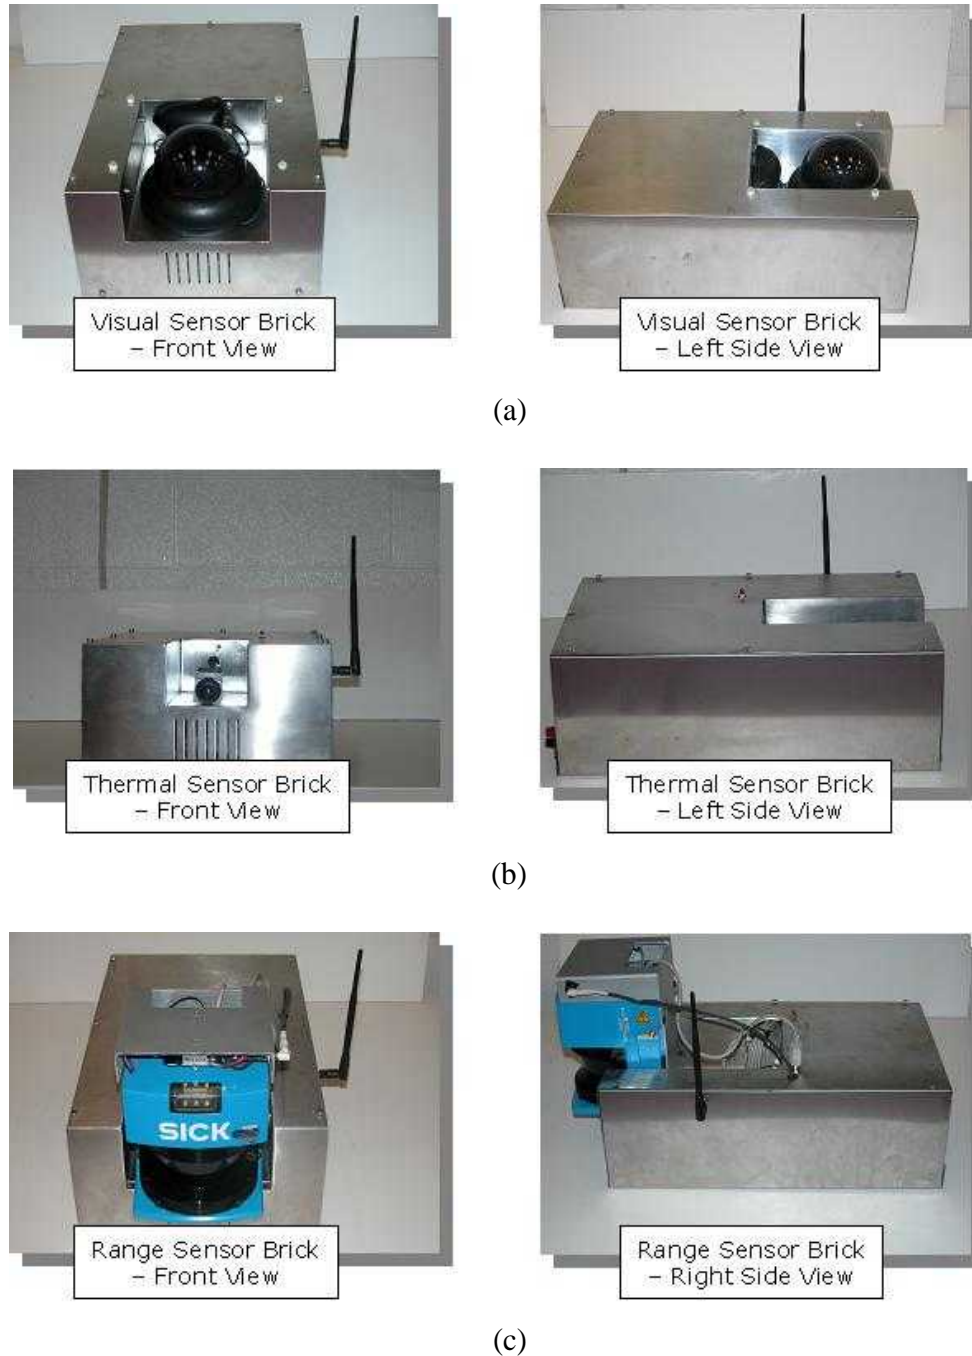 Visual Sensor Brick
– Front View
Visual Sensor Brick
– Left Side View
(a)
Thermal Sensor Brick
– Front View
Thermal Sensor Brick
– Left Side View
(b)
SICK
Range Sensor Brick
– Front View
Range Sensor Brick
– Right Side View
(c)